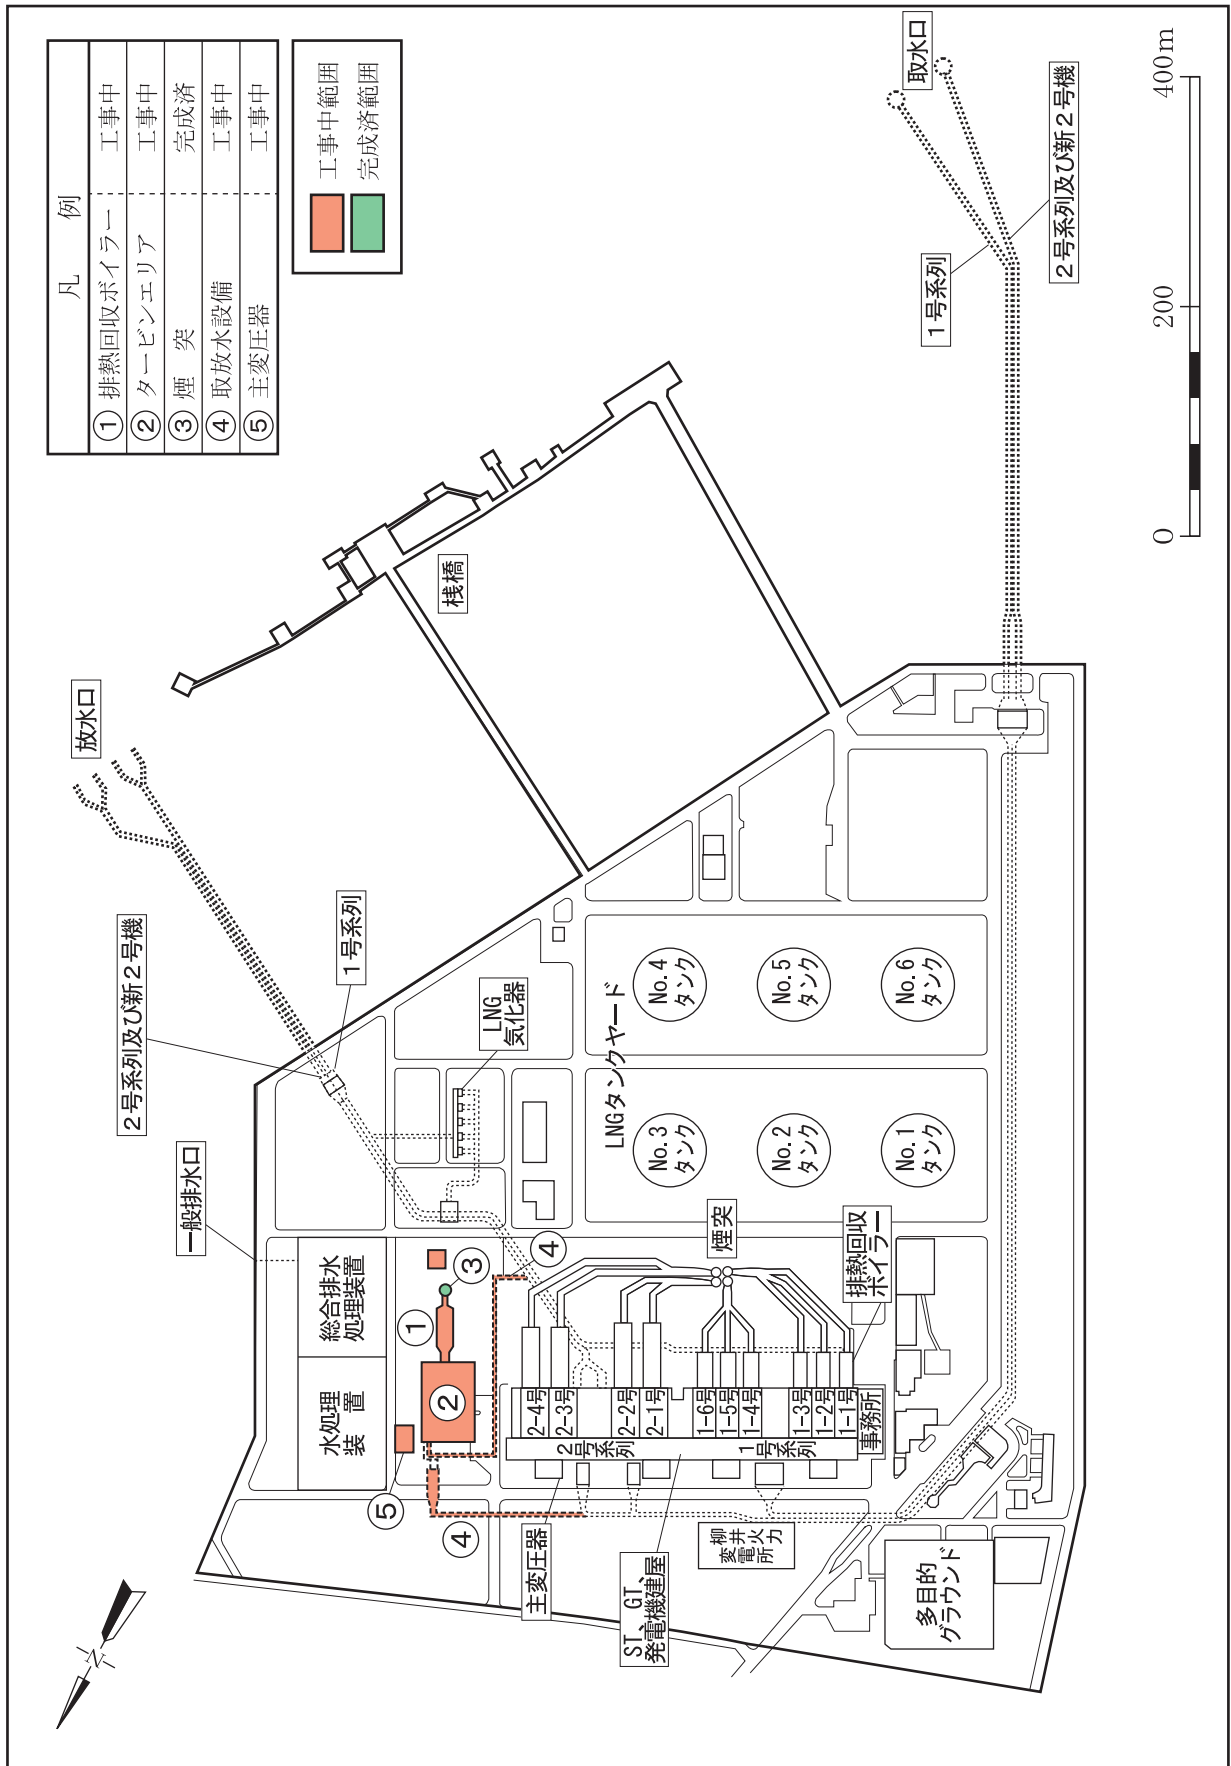 凡　例
① 排熱回収ボイラー 工事中
② タービンエリア 工事中
③ 煙　突 完成済
④ 取放水設備 工事中
⑤ 主変圧器 工事中
工事中範囲
完成済範囲
取水口
1号系列
2号系列及び新2号機
0 200 400m
桟橋
放水口
2号系列及び新2号機
1号系列
一般排水口
LNG
気化器
LNGタンクヤード
No.4
タンク
No.5
タンク
No.6
タンク
No.3
タンク
No.2
タンク
No.1
タンク
総合排水
処理装置
水処理
装　置
①
②
③
④
④
⑤
煙突
排熱回収
ボイラー
2-4号
2-3号
2-2号
2-1号
1-6号
1-5号
1-4号
1-3号
1-2号
1-1号
2号系列
1号系列
事務所
主変圧器
ST、GT、
発電機建屋
柳井火力
変電所
多目的
グラウンド
N